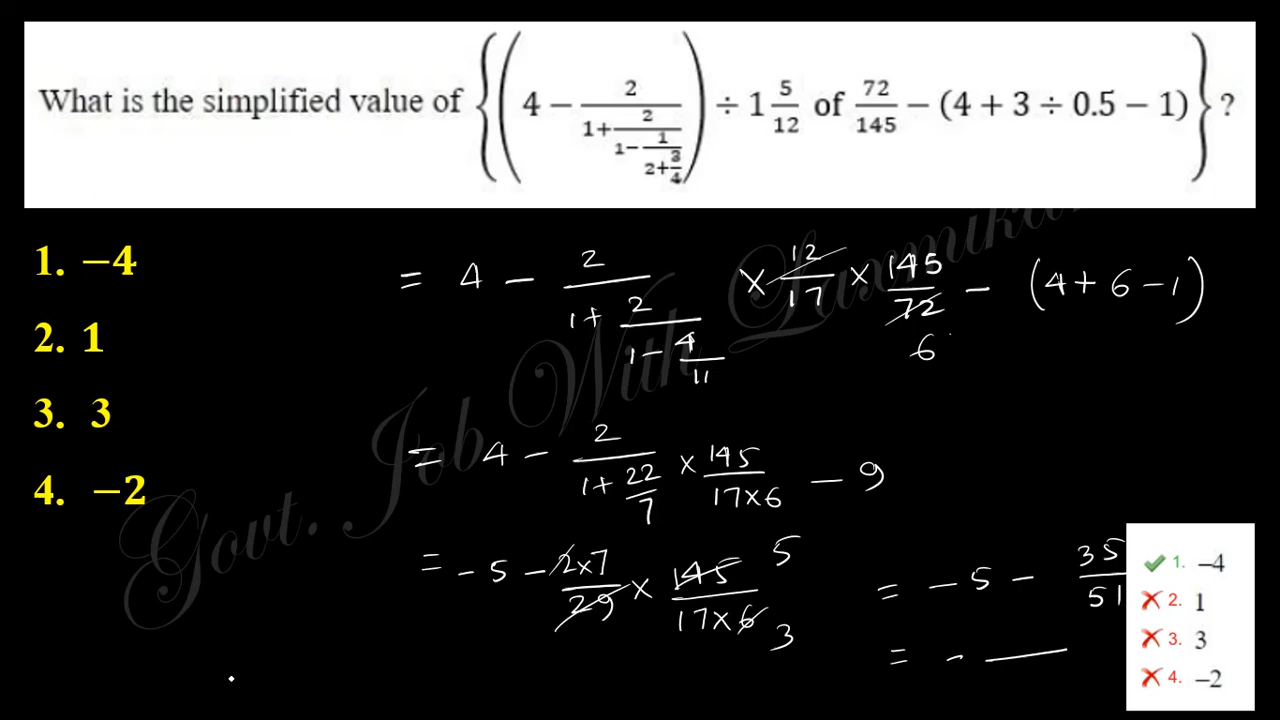 What is the simplified value of {(4 − 2/(1+2/(1−1/(2+3/4)))) ÷ 1 5/12 of 72/145 − (4 + 3 ÷ 0.5 − 1)} ?
1. −4
2. 1
3. 3
4. −2
= 4 − 2/(1+2/(1−4/11)) × 12/17 × 145/72 − (4 + 6 − 1)
6
= 4 − 2/(1+22/7) × 145/(17×6) − 9
= −5 − 2×7/29 × 145/(17×6) 5 3
= −5 − 35/51
= -
Govt. Job With Laxmikan
1. −4
2. 1
3. 3
4. −2